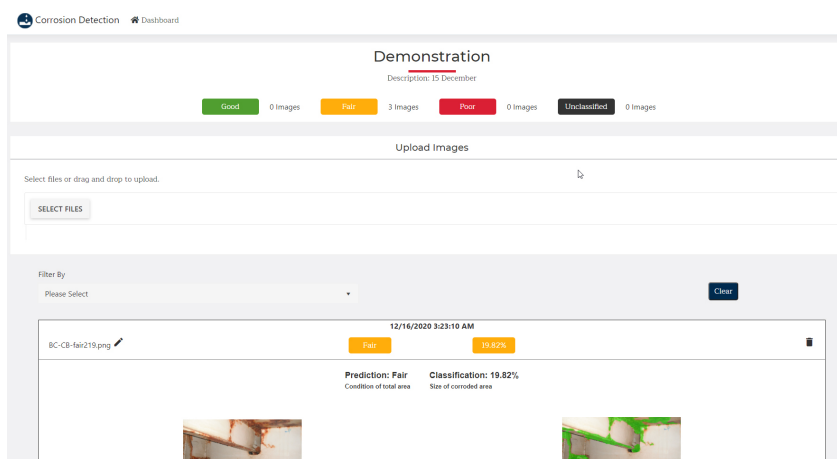 Corrosion Detection Dashboard
Demonstration
Description: 15 December
Good 0 Images Fair 3 Images Poor 0 Images Unclassified 0 Images
Upload Images
Select files or drag and drop to upload.
SELECT FILES
Filter By
Please Select
Clear
12/16/2020 3:23:10 AM
BC-CB-fair219.png Fair 19.82%
Prediction: Fair Classification: 19.82%
Condition of total area Size of corroded area